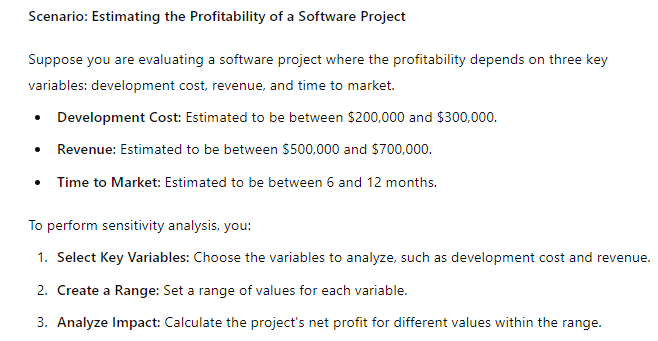 Scenario: Estimating the Profitability of a Software Project
Suppose you are evaluating a software project where the profitability depends on three key
variables: development cost, revenue, and time to market.
• Development Cost: Estimated to be between $200,000 and $300,000.
• Revenue: Estimated to be between $500,000 and $700,000.
• Time to Market: Estimated to be between 6 and 12 months.
To perform sensitivity analysis, you:
1. Select Key Variables: Choose the variables to analyze, such as development cost and revenue.
2. Create a Range: Set a range of values for each variable.
3. Analyze Impact: Calculate the project's net profit for different values within the range.